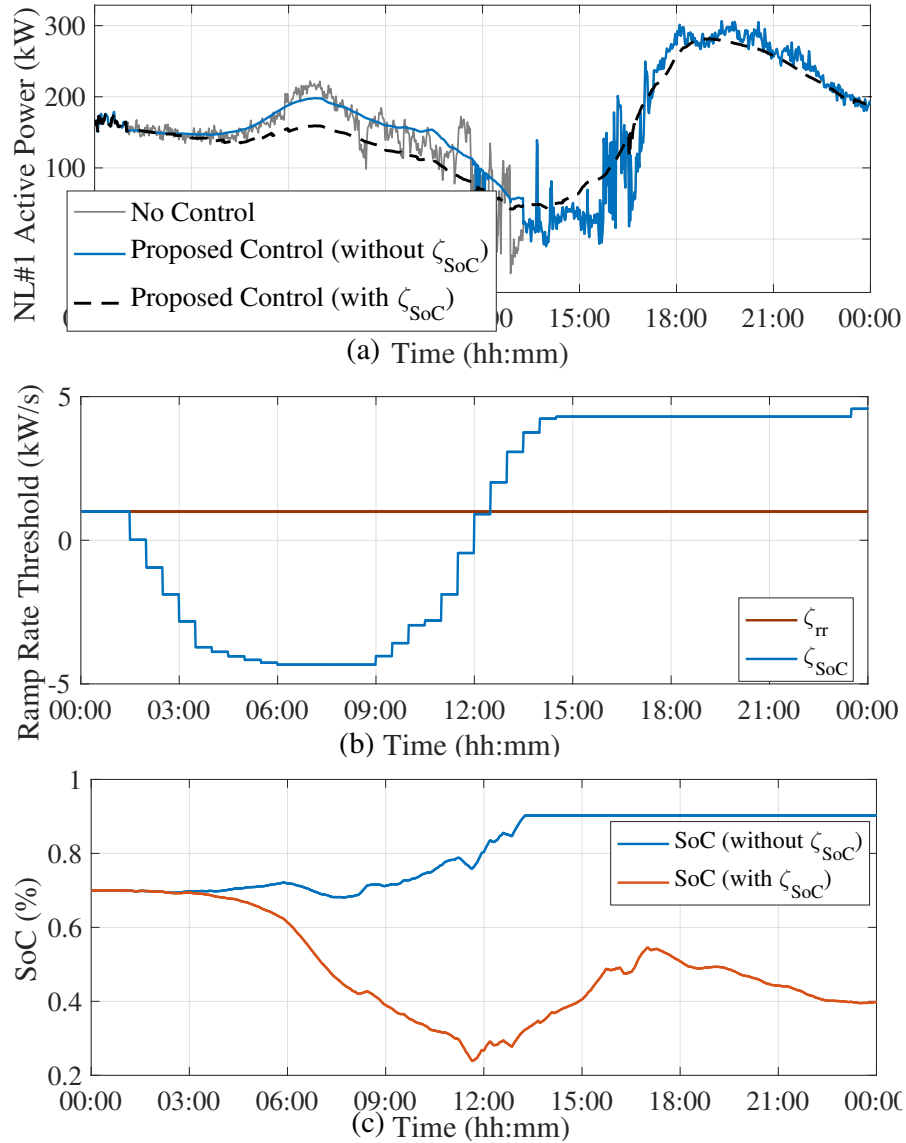 NL#1 Active Power (kW)
300
200
100
No Control
Proposed Control (without ζSoC)
Proposed Control (with ζSoC)
15:00 18:00 21:00 00:00
(a) Time (hh:mm)
Ramp Rate Threshold (kW/s)
5
0
-5
ζrr
ζSoC
00:00 03:00 06:00 09:00 12:00 15:00 18:00 21:00 00:00
(b) Time (hh:mm)
SoC (%)
1
0.8
0.6
0.4
0.2
SoC (without ζSoC)
SoC (with ζSoC)
00:00 03:00 06:00 09:00 12:00 15:00 18:00 21:00 00:0
(c) Time (hh:mm)